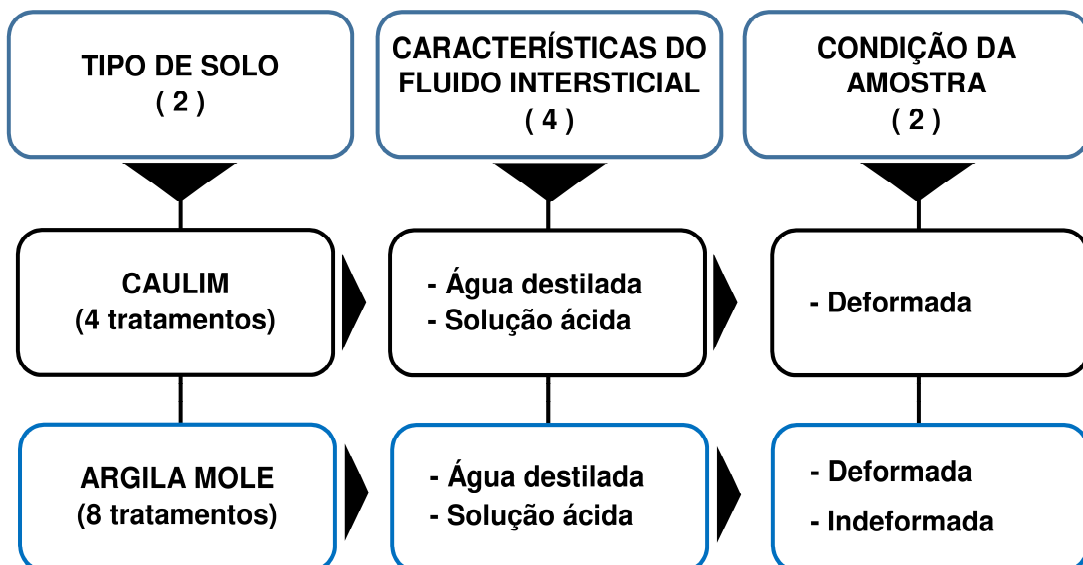 TIPO DE SOLO
( 2 )
CARACTERÍSTICAS DO
FLUIDO INTERSTICIAL
( 4 )
CONDIÇÃO DA
AMOSTRA
( 2 )
CAULIM
(4 tratamentos)
- Água destilada
- Solução ácida
- Deformada
ARGILA MOLE
(8 tratamentos)
- Água destilada
- Solução ácida
- Deformada
- Indeformada